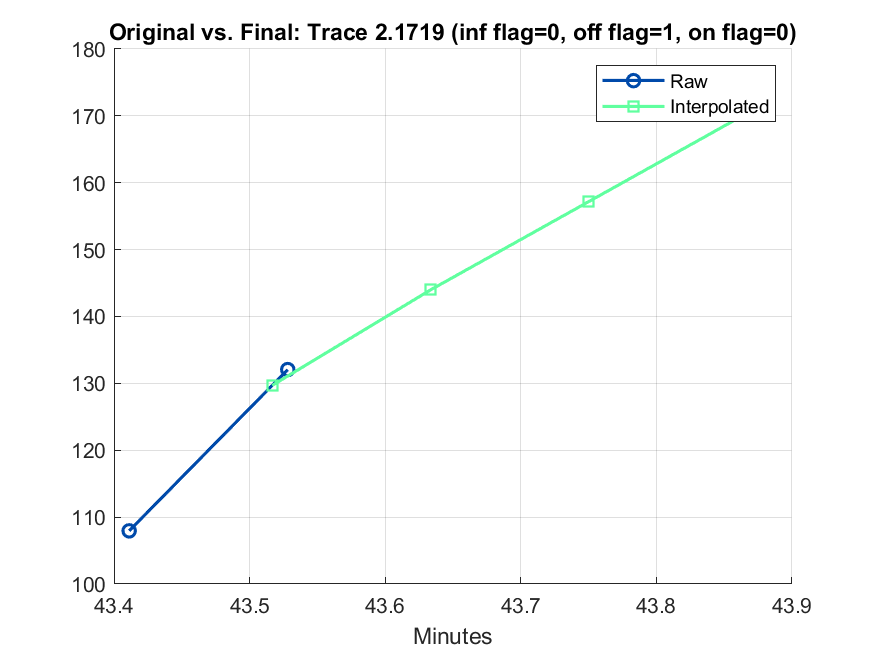 Original vs. Final: Trace 2.1719 (inf flag=0, off flag=1, on flag=0)
180
170
160
150
140
130
120
110
100
Raw
Interpolated
43.4 43.5 43.6 43.7 43.8 43.9
Minutes